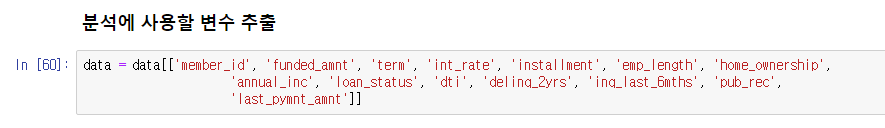 분석에 사용할 변수 추출
In [60]: data = data[['member_id', 'funded_amnt', 'term', 'int_rate', 'installment', 'emp_length', 'home_ownership',
'annual_inc', 'loan_status', 'dti', 'delinq_2yrs', 'inq_last_6mths', 'pub_rec',
'last_pymnt_amnt']]